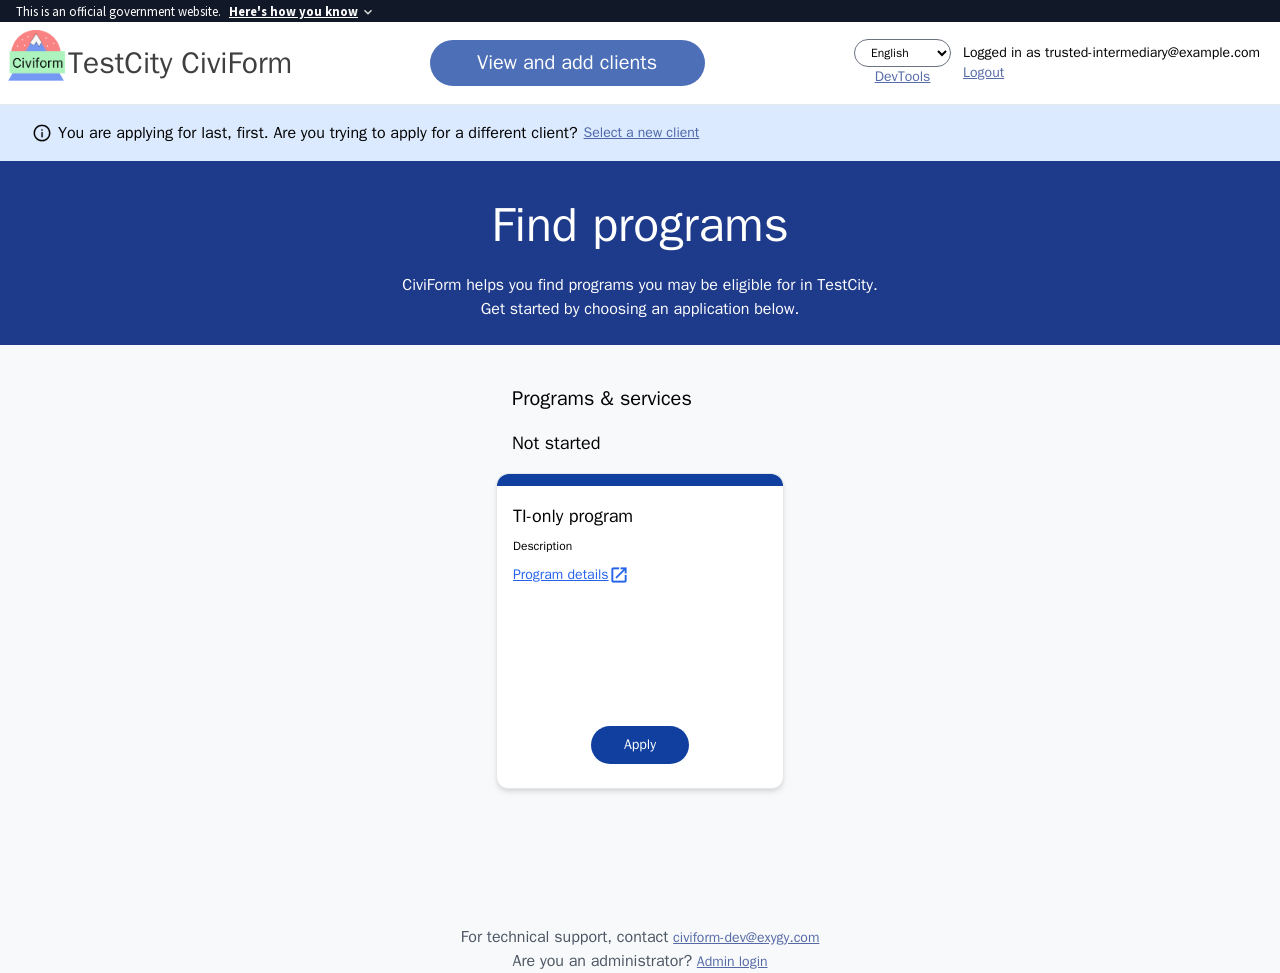 This is an official government website. Here's how you know
Civiform
TestCity CiviForm
View and add clients
English
DevTools
Logged in as trusted-intermediary@example.com
Logout
You are applying for last, first. Are you trying to apply for a different client? Select a new client
Find programs
CiviForm helps you find programs you may be eligible for in TestCity.
Get started by choosing an application below.
Programs & services
Not started
TI-only program
Description
Program details
Apply
For technical support, contact civiform-dev@exygy.com
Are you an administrator? Admin login